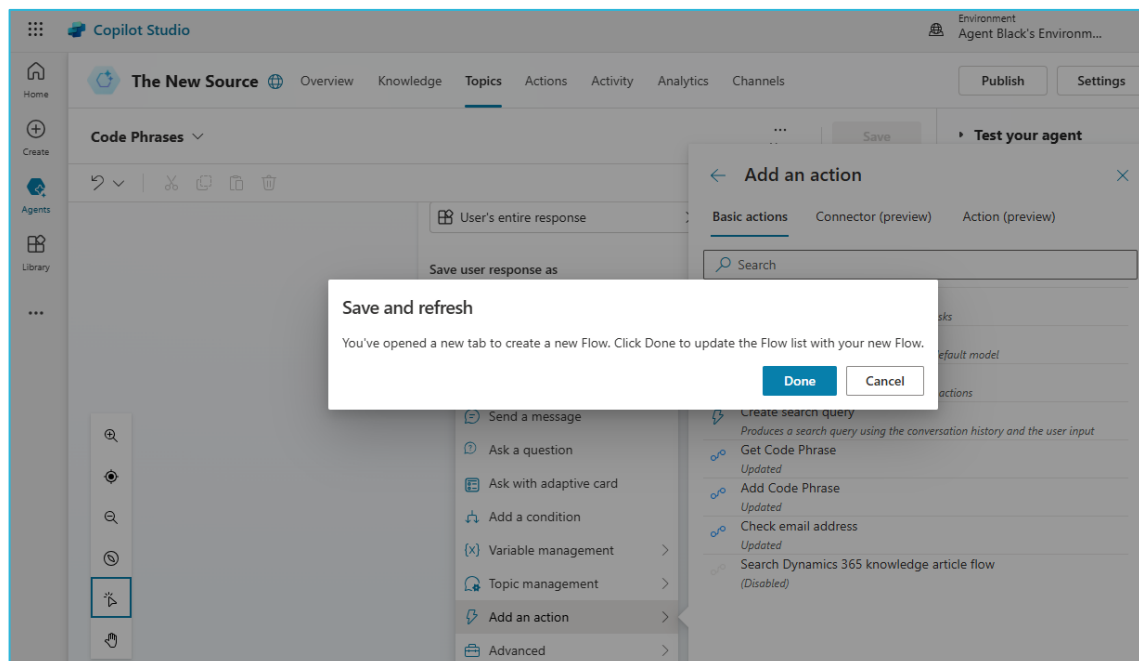 Copilot Studio
Environment
Agent Black's Environm...
Home
Create
Agents
Library
The New Source
Overview
Knowledge
Topics
Actions
Activity
Analytics
Channels
Publish
Settings
Code Phrases
Save
Test your agent
Add an action
Basic actions
Connector (preview)
Action (preview)
User's entire response
Search
Save user response as
Save and refresh
You've opened a new tab to create a new Flow. Click Done to update the Flow list with your new Flow.
Done
Cancel
sks
efault model
actions
Send a message
Ask a question
Ask with adaptive card
Add a condition
{x} Variable management
Topic management
Add an action
Advanced
Create search query
Produces a search query using the conversation history and the user input
Get Code Phrase
Updated
Add Code Phrase
Updated
Check email address
Updated
Search Dynamics 365 knowledge article flow
(Disabled)